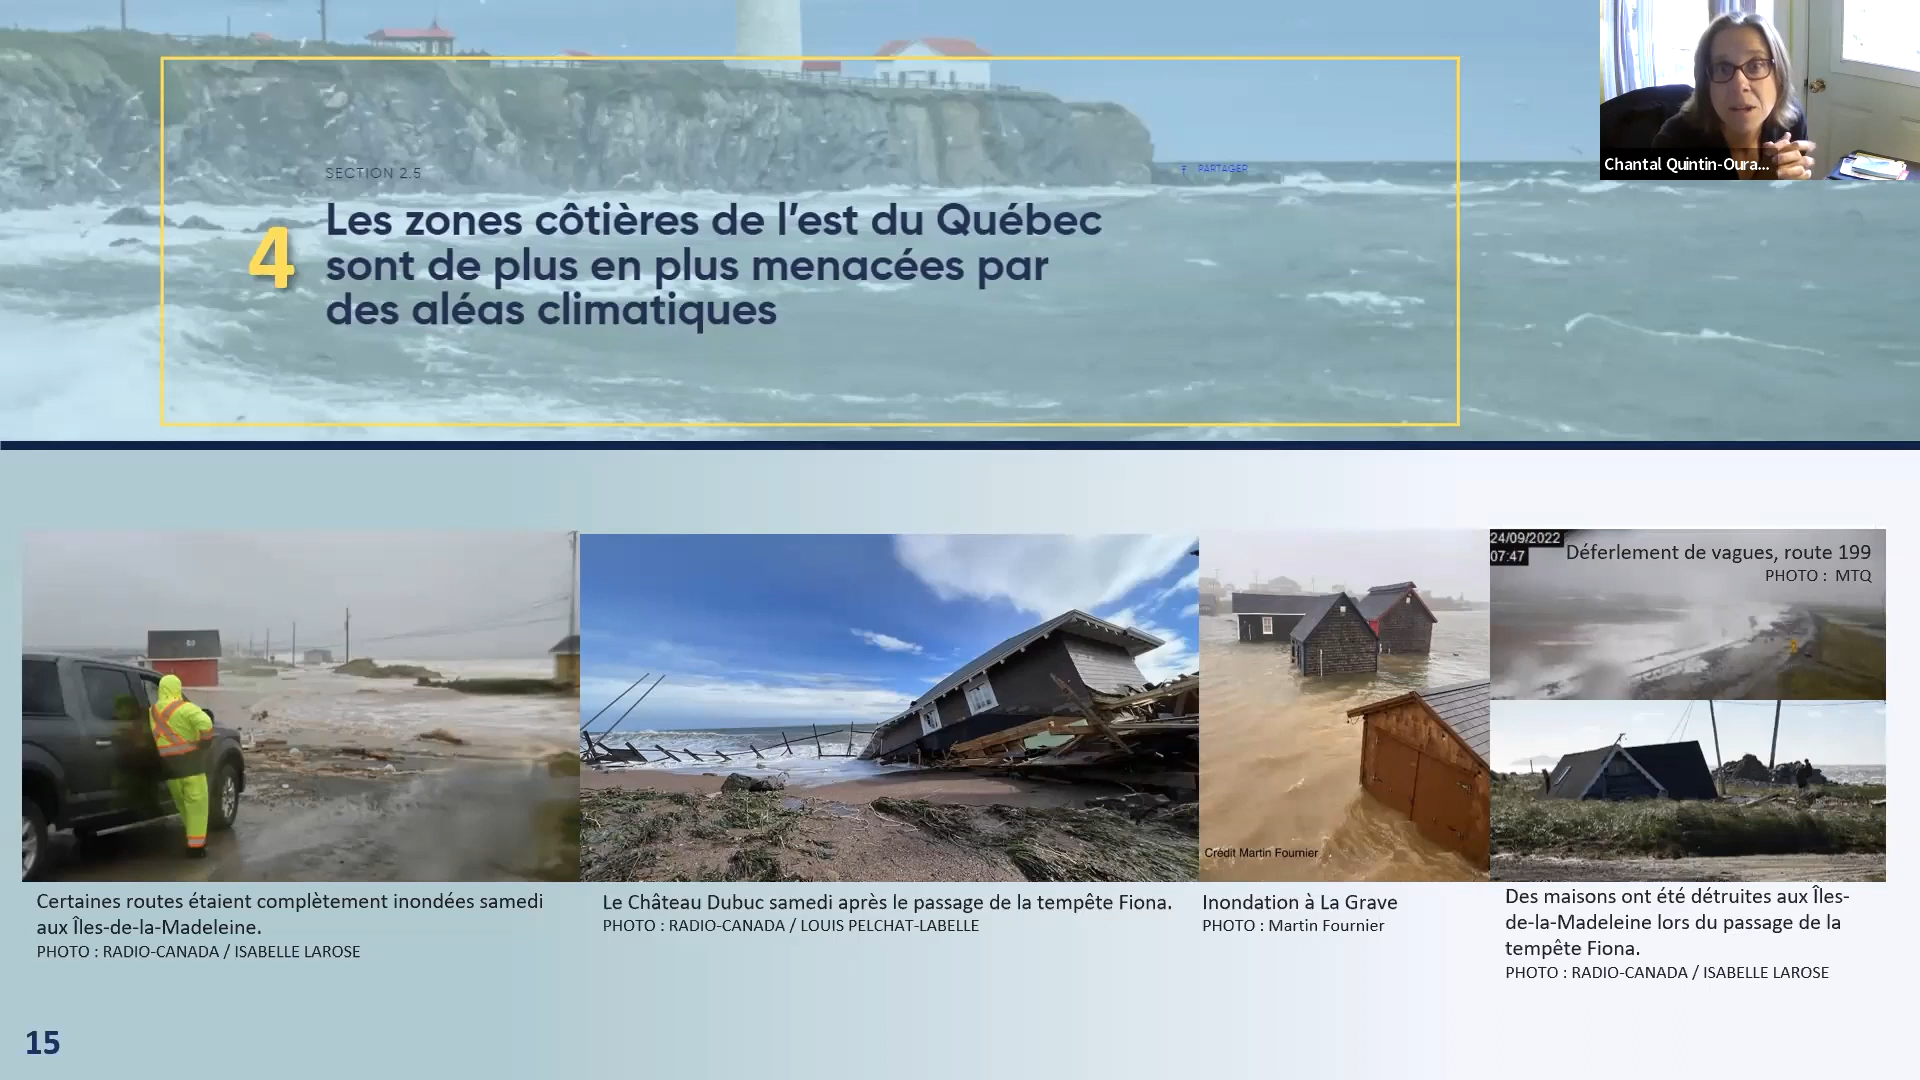 SECTION 2.5
PARTAGER
4
Les zones côtières de l’est du Québec
sont de plus en plus menacées par
des aléas climatiques
Chantal Quintin-Oura...
24/09/2022
07:47
Déferlement de vagues, route 199
PHOTO : MTQ
Crédit Martin Fournier
Certaines routes étaient complètement inondées samedi
aux Îles-de-la-Madeleine.
PHOTO : RADIO-CANADA / ISABELLE LAROSE
Le Château Dubuc samedi après le passage de la tempête Fiona.
PHOTO : RADIO-CANADA / LOUIS PELCHAT-LABELLE
Inondation à La Grave
PHOTO : Martin Fournier
Des maisons ont été détruites aux Îles-
de-la-Madeleine lors du passage de la
tempête Fiona.
PHOTO : RADIO-CANADA / ISABELLE LAROSE
15